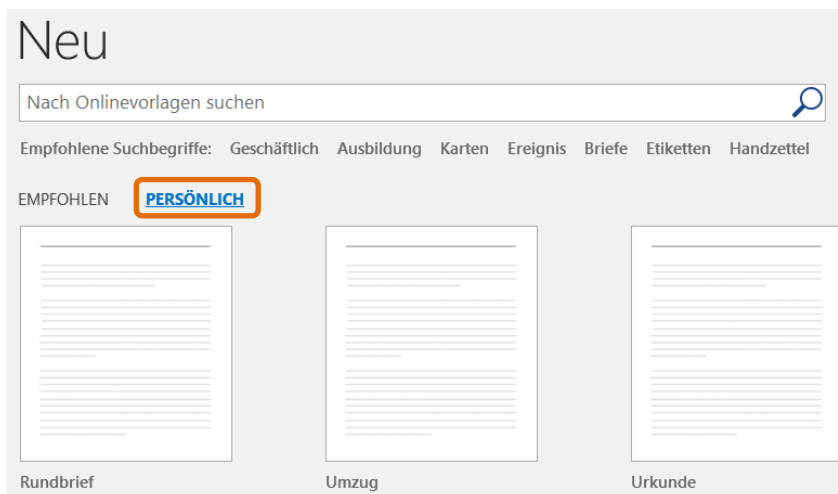 Neu
Nach Onlinevorlagen suchen
Empfohlene Suchbegriffe: Geschäftlich Ausbildung Karten Ereignis Briefe Etiketten Handzettel
EMPFOHLEN PERSÖNLICH
Rundbrief Umzug Urkunde